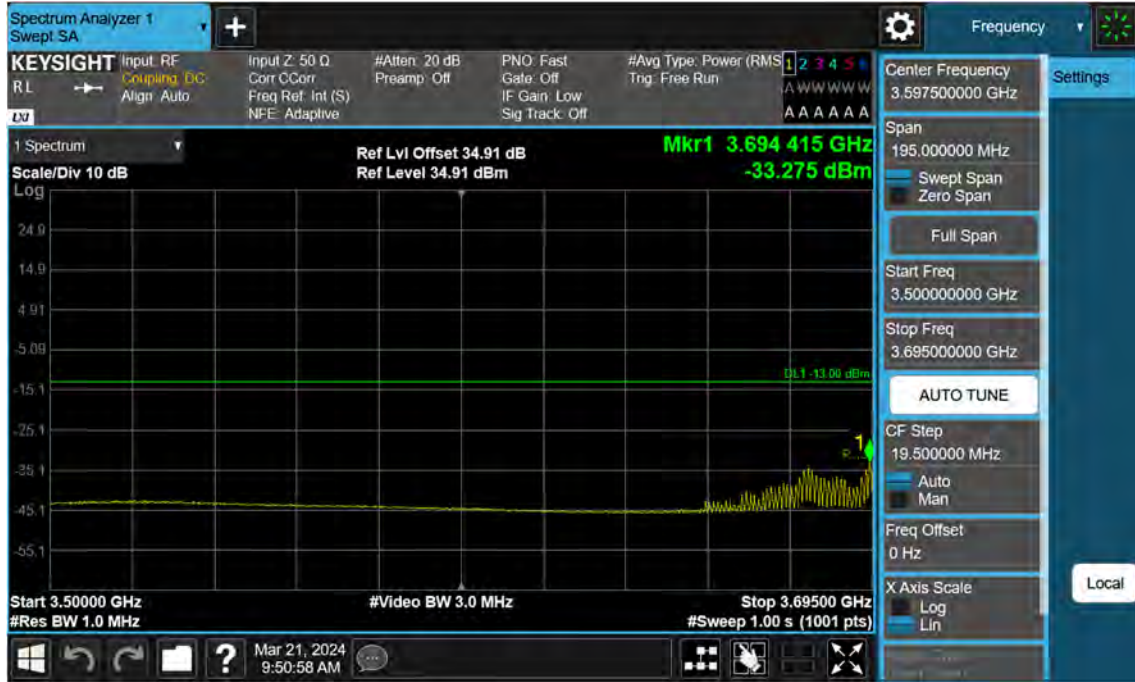 Spectrum Analyzer 1
Swept SA
Frequency
KEYSIGHT
RL
LXI
Input: RF
Coupling: DC
Align: Auto
Input Z: 50 Ω
Corr CCorr
Freq Ref: Int (S)
NFE: Adaptive
#Atten: 20 dB
Preamp: Off
PNO: Fast
Gate: Off
IF Gain: Low
Sig Track: Off
#Avg Type: Power (RMS
Trig: Free Run
1 2 3 4 5 6
A W W W W W
A A A A A A
1 Spectrum
Scale/Div 10 dB
Log
Ref Lvl Offset 34.91 dB
Ref Level 34.91 dBm
Mkr1 3.694 415 GHz
-33.275 dBm
24.9
14.9
4.91
-5.09
DL1 -13.00 dBm
-15.1
-25.1
1
-35.1
-45.1
-55.1
Start 3.50000 GHz
#Res BW 1.0 MHz
#Video BW 3.0 MHz
Stop 3.69500 GHz
#Sweep 1.00 s (1001 pts)
Mar 21, 2024
9:50:58 AM
Center Frequency
3.597500000 GHz
Span
195.000000 MHz
Swept Span
Zero Span
Full Span
Start Freq
3.500000000 GHz
Stop Freq
3.695000000 GHz
AUTO TUNE
CF Step
19.500000 MHz
Auto
Man
Freq Offset
0 Hz
X Axis Scale
Log
Lin
Settings
Local